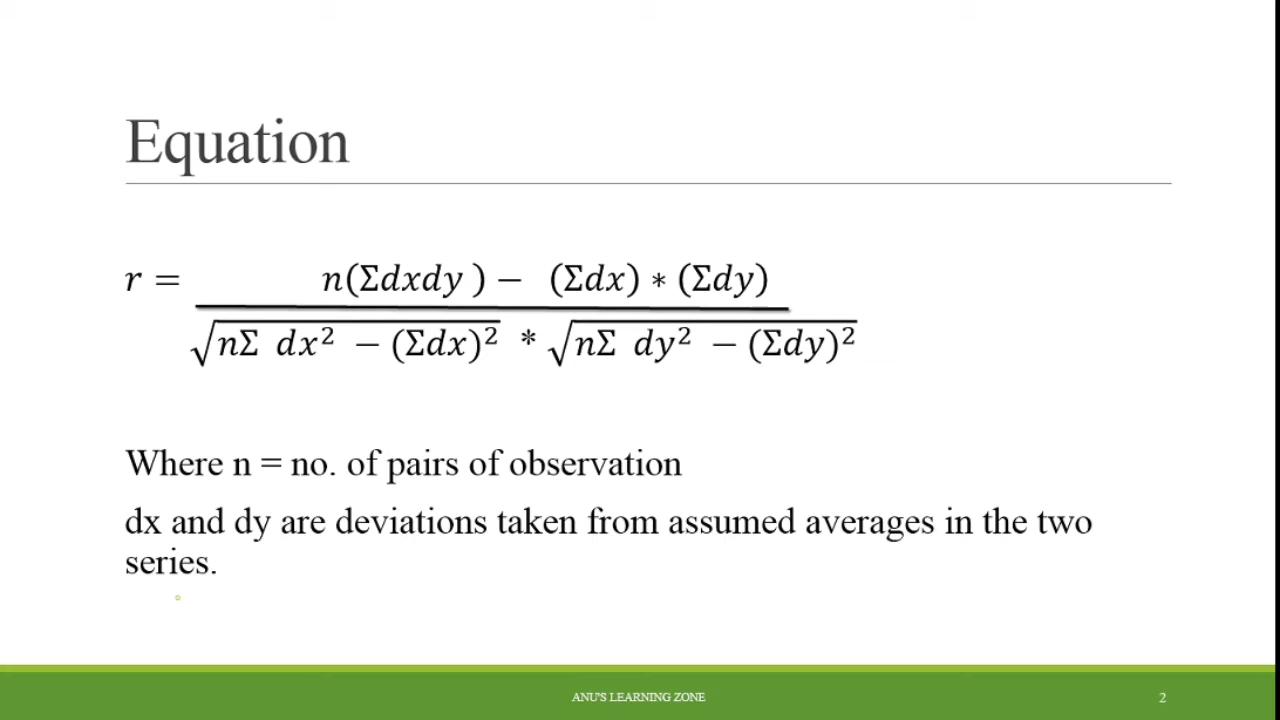 Equation
r = n(Σdxdy ) − (Σdx) ∗ (Σdy)
√nΣ dx² − (Σdx)² * √nΣ dy² − (Σdy)²
Where n = no. of pairs of observation
dx and dy are deviations taken from assumed averages in the two
series.
ANU'S LEARNING ZONE
2